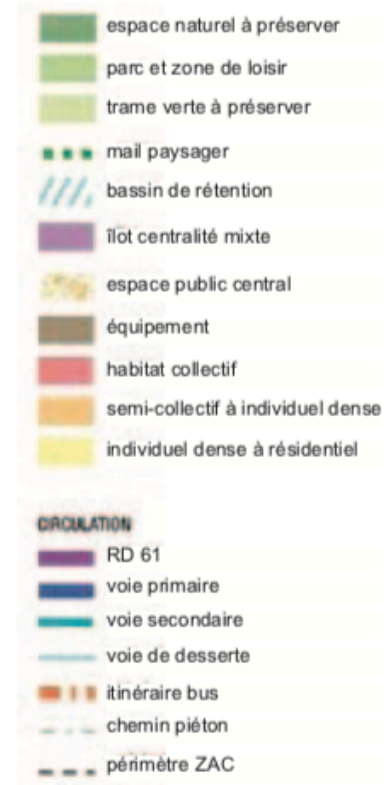 espace naturel à préserver
parc et zone de loisir
trame verte à préserver
mail paysager
bassin de rétention
îlot centralité mixte
espace public central
équipement
habitat collectif
semi-collectif à individuel dense
individuel dense à résidentiel
CIRCULATION
RD 61
voie primaire
voie secondaire
voie de desserte
itinéraire bus
chemin piéton
périmètre ZAC